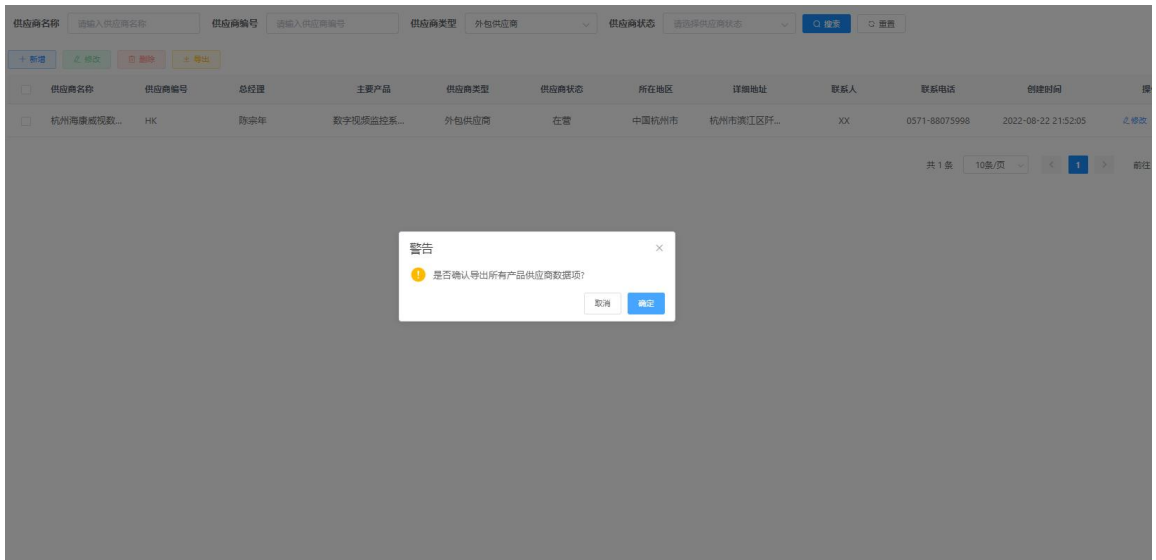 供应商名称 请输入供应商名称 供应商编号 请输入供应商编号 供应商类型 外包供应商 供应商状态 请选择供应商状态 搜索 重置
+ 新增 修改 删除 导出
供应商名称 供应商编号 总经理 主要产品 供应商类型 供应商状态 所在地区 详细地址 联系人 联系电话 创建时间
杭州海康威视数... HK 陈宗年 数字视频监控系... 外包供应商 在营 中国杭州市 杭州市滨江区阡... XX 0571-88075998 2022-08-22 21:52:05 修改
共 1 条 10条/页 < 1 > 前往
警告 ×
! 是否确认导出所有产品供应商数据项?
取消 确定